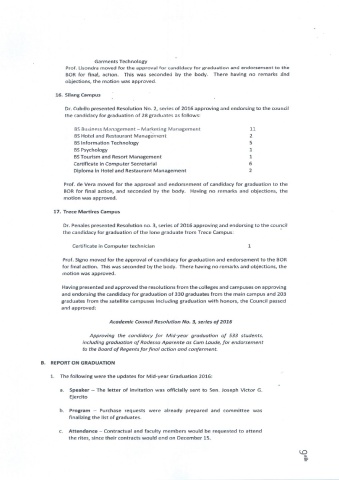 Garments Technology
Prof. Lisondra moved for the approval for candidacy for graduation and endorsement to the
BOR for final, action. This was seconded by the body. There having no remarks and
objections, the motion was approved.
16. Silang Campus
Dr. Cubillo presented Resolution No. 2, series of 2016 approving and endorsing to the council
the candidacy for graduation of 28 graduates as follows:
BS Business Management – Marketing Management 11
BS Hotel and Restaurant Management 2
BS Information Technology 5
BS Psychology 1
BS Tourism and Resort Management 1
Certificate in Computer Secretarial 6
Diploma in Hotel and Restaurant Management 2
Prof. de Vera moved for the approval and endorsement of candidacy for graduation to the
BOR for final action, and seconded by the body. Having no remarks and objections, the
motion was approved.
17. Trece Martires Campus
Dr. Penales presented Resolution no. 3, series of 2016 approving and endorsing to the council
the candidacy for graduation of the lone graduate from Trece Campus:
Certificate in Computer technician 1
Prof. Signo moved for the approval of candidacy for graduation and endorsement to the BOR
for final action. This was seconded by the body. There having no remarks and objections, the
motion was approved.
Having presented and approved the resolutions from the colleges and campuses on approving
and endorsing the candidacy for graduation of 330 graduates from the main campus and 203
graduates from the satellite campuses including graduation with honors, the Council passed
and approved:
Academic Council Resolution No. 3, series of 2016
Approving the candidacy for Mid-year graduation of 533 students,
including graduation of Rodessa Aparente as Cum Laude, for endorsement
to the Board of Regents for final action and conferment.
B. REPORT ON GRADUATION
1. The following were the updates for Mid-year Graduation 2016:
a. Speaker – The letter of invitation was officially sent to Sen. Joseph Victor G.
Ejercito
b. Program – Purchase requests were already prepared and committee was
finalizing the list of graduates.
c. Attendance – Contractual and faculty members would be requested to attend
the rites, since their contracts would end on December 15.